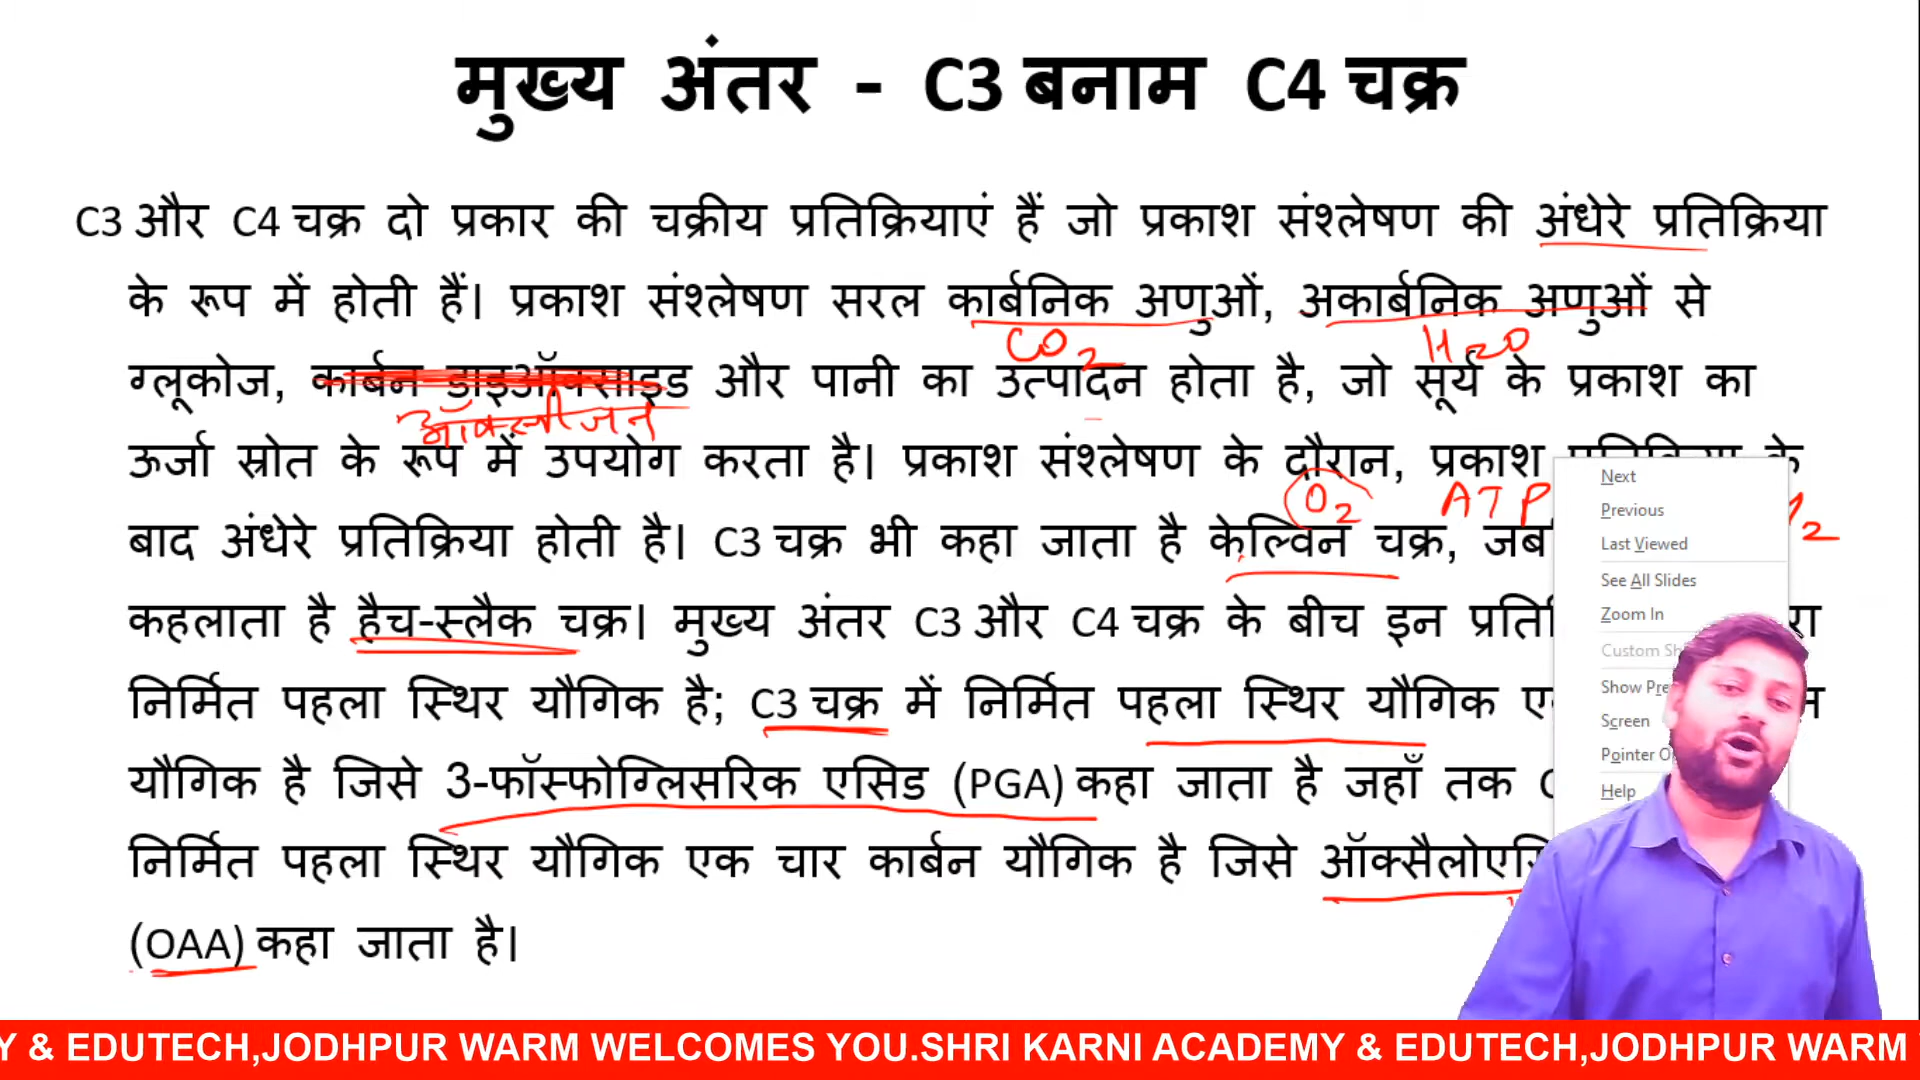 मुख्य अंतर - C3 बनाम C4 चक्र
C3 और C4 चक्र दो प्रकार की चक्रीय प्रतिक्रियाएं हैं जो प्रकाश संश्लेषण की अंधेरे प्रतिक्रिया
के रूप में होती हैं। प्रकाश संश्लेषण सरल कार्बनिक अणुओं, अकार्बनिक अणुओं से
CO2 H2O
ग्लूकोज, कार्बन डाइऑक्साइड और पानी का उत्पादन होता है, जो सूर्य के प्रकाश का
ऑक्सीजन
ऊर्जा स्रोत के रूप में उपयोग करता है। प्रकाश संश्लेषण के दौरान, प्रकाश प्रतिक्रिया के
O2 ATP
बाद अंधेरे प्रतिक्रिया होती है। C3 चक्र भी कहा जाता है केल्विन चक्र,
कहलाता है हैच-स्लैक चक्र। मुख्य अंतर C3 और C4 चक्र के बीच इन
निर्मित पहला स्थिर यौगिक है; C3 चक्र में निर्मित पहला स्थिर यौगिक
यौगिक है जिसे 3-फॉस्फोग्लिसरिक एसिड (PGA) कहा जाता है जहाँ तक
निर्मित पहला स्थिर यौगिक एक चार कार्बन यौगिक है जिसे
(OAA) कहा जाता है।
Next
Previous
Last Viewed
See All Slides
Zoom In
Custom
Show
Screen
Pointer
Help
& EDUTECH,JODHPUR WARM WELCOMES YOU.SHRI KARNI ACADEMY & EDUTECH,JODHPUR WARM